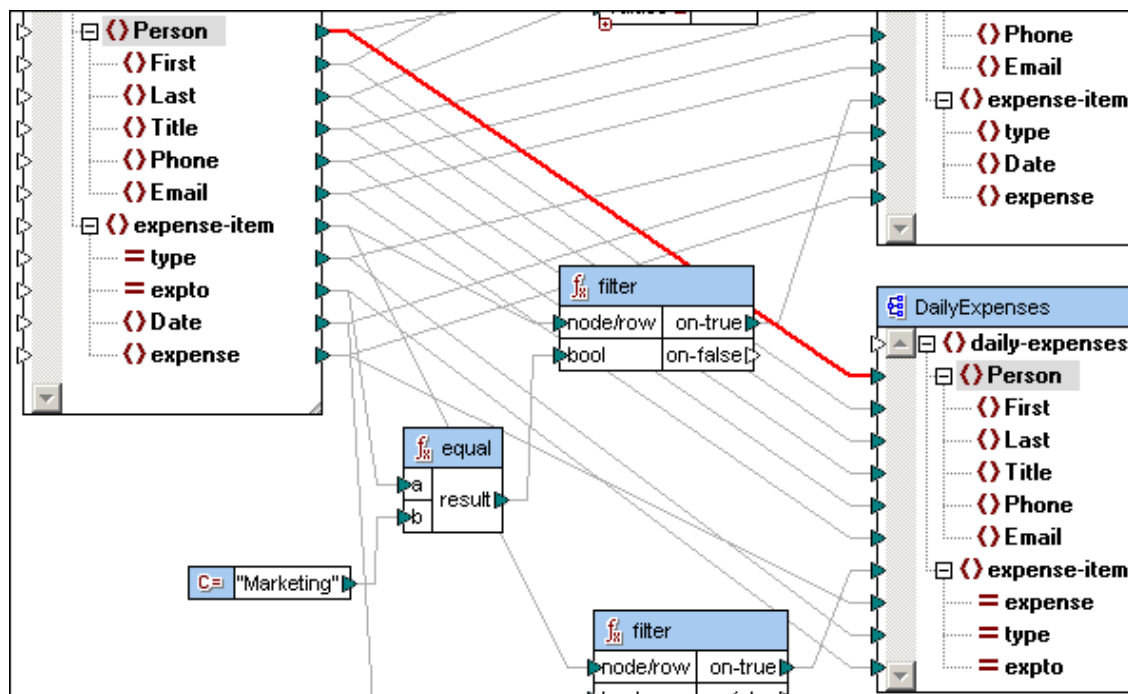 Person
First
Last
Title
Phone
Email
expense-item
type
expto
Date
expense
Phone
Email
expense-item
type
Date
expense
filter
node/row on-true
bool on-false
equal
a
result
b
C= "Marketing"
filter
node/row on-true
DailyExpenses
daily-expenses
Person
First
Last
Title
Phone
Email
expense-item
expense
type
expto